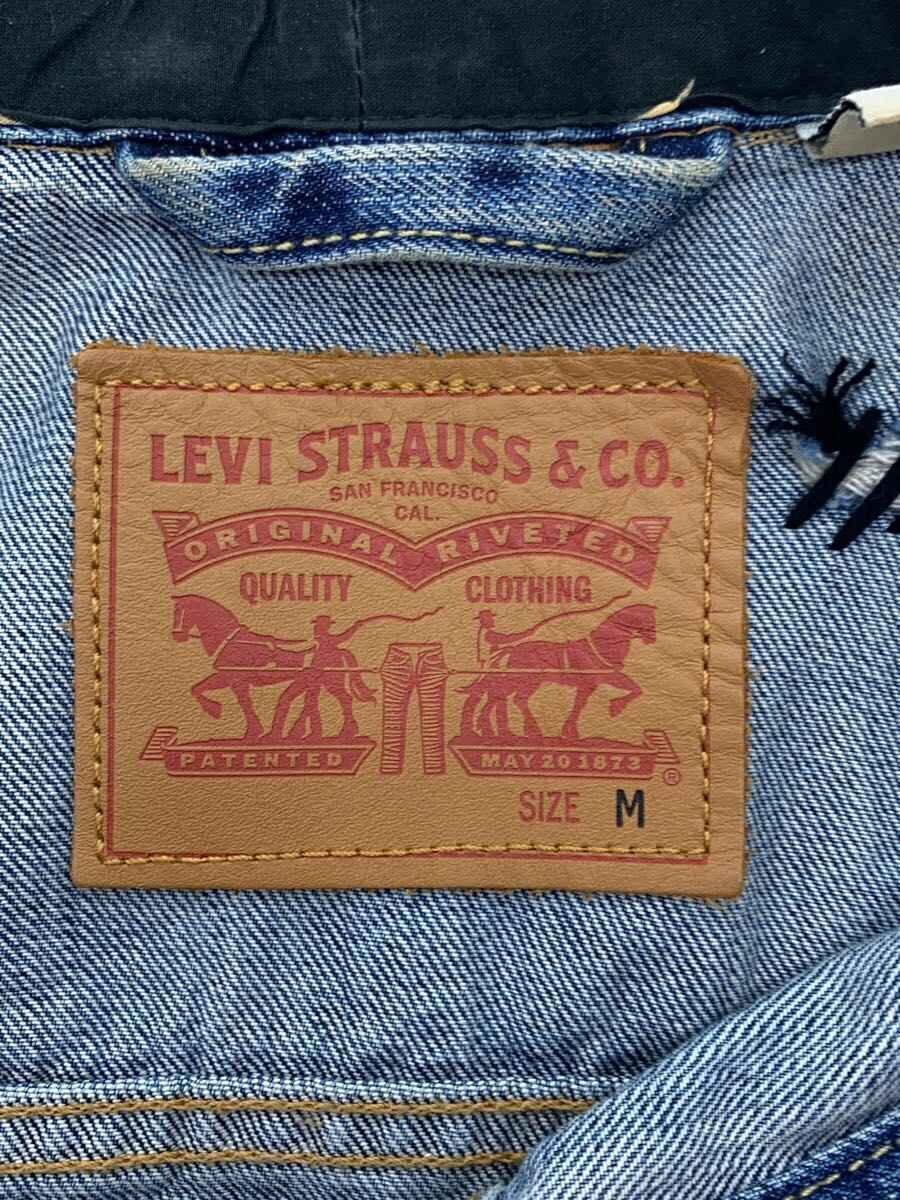 LEVI STRAUSS & CO.
SAN FRANCISCO
CAL.
ORIGINAL RIVETED
QUALITY CLOTHING
PATENTED MAY 20 1873
®
SIZE M